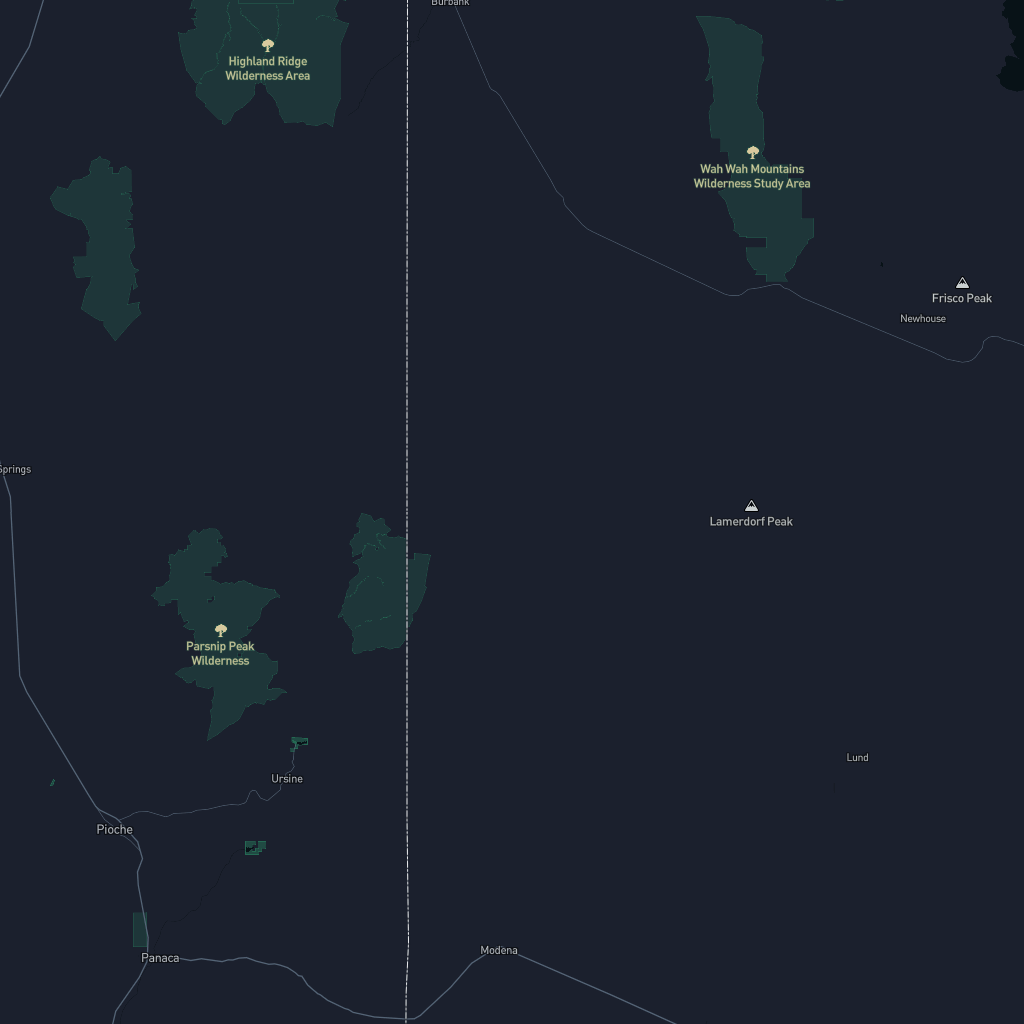 Burbank
Highland Ridge
Wilderness Area
Wah Wah Mountains
Wilderness Study Area
Frisco Peak
Newhouse
Springs
Lamerdorf Peak
Parsnip Peak
Wilderness
Lund
Ursine
Pioche
Modena
Panaca